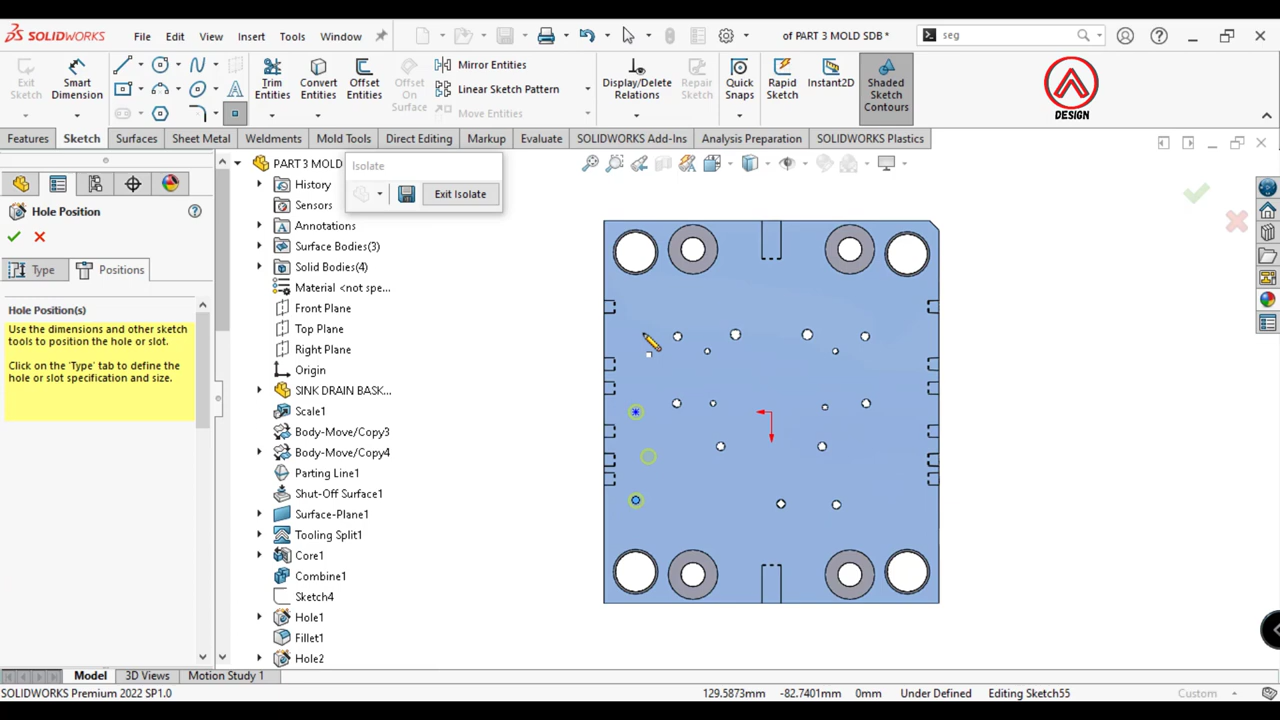 SOLIDWORKS File Edit View Insert Tools Window of PART 3 MOLD SDB * seg
Exit Sketch
Smart Dimension
Trim Entities
Convert Entities
Offset Entities
Offset On Surface
Mirror Entities
Linear Sketch Pattern
Move Entities
Display/Delete Relations
Repair Sketch
Quick Snaps
Rapid Sketch
Instant2D
Shaded Sketch Contours
DESIGN
Features Sketch Surfaces Sheet Metal Weldments Mold Tools Direct Editing Markup Evaluate SOLIDWORKS Add-Ins Analysis Preparation SOLIDWORKS Plastics
Isolate
Exit Isolate
Hole Position
Type Positions
Hole Position(s)
Use the dimensions and other sketch
tools to position the hole or slot.
Click on the 'Type' tab to define the
hole or slot specification and size.
PART 3 MOLD
History
Sensors
Annotations
Surface Bodies(3)
Solid Bodies(4)
Material <not spe...
Front Plane
Top Plane
Right Plane
Origin
SINK DRAIN BASK...
Scale1
Body-Move/Copy3
Body-Move/Copy4
Parting Line1
Shut-Off Surface1
Surface-Plane1
Tooling Split1
Core1
Combine1
Sketch4
Hole1
Fillet1
Hole2
Model 3D Views Motion Study 1
SOLIDWORKS Premium 2022 SP1.0 129.5873mm -82.7401mm 0mm Under Defined Editing Sketch55 Custom